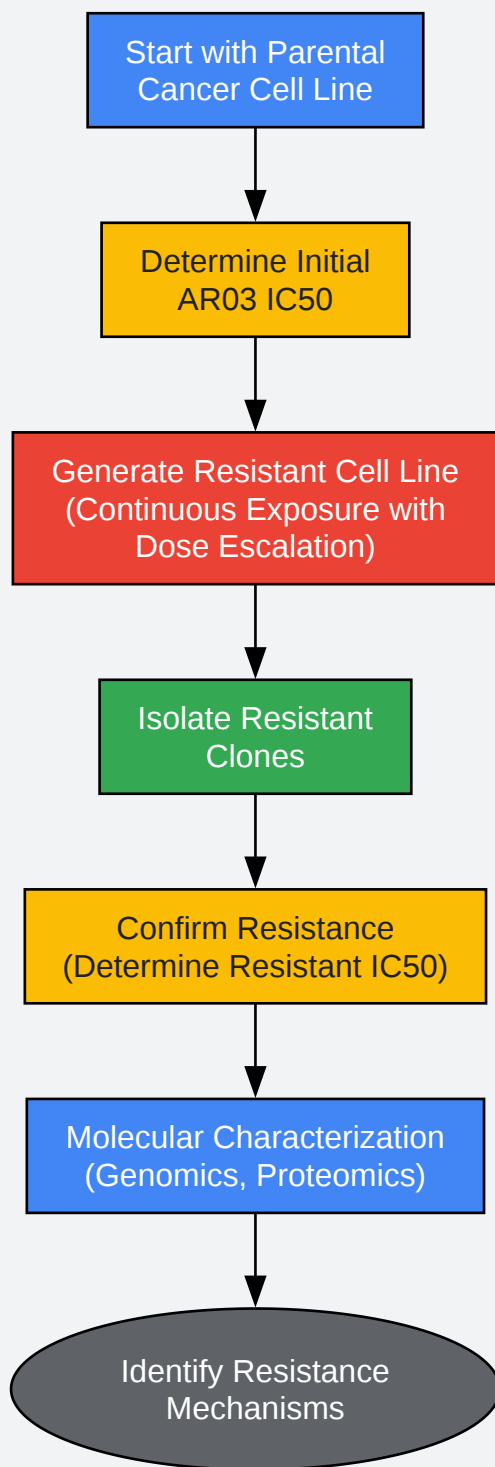 Start with Parental
Cancer Cell Line
Determine Initial
AR03 IC50
Generate Resistant Cell Line
(Continuous Exposure with
Dose Escalation)
Isolate Resistant
Clones
Confirm Resistance
(Determine Resistant IC50)
Molecular Characterization
(Genomics, Proteomics)
Identify Resistance
Mechanisms